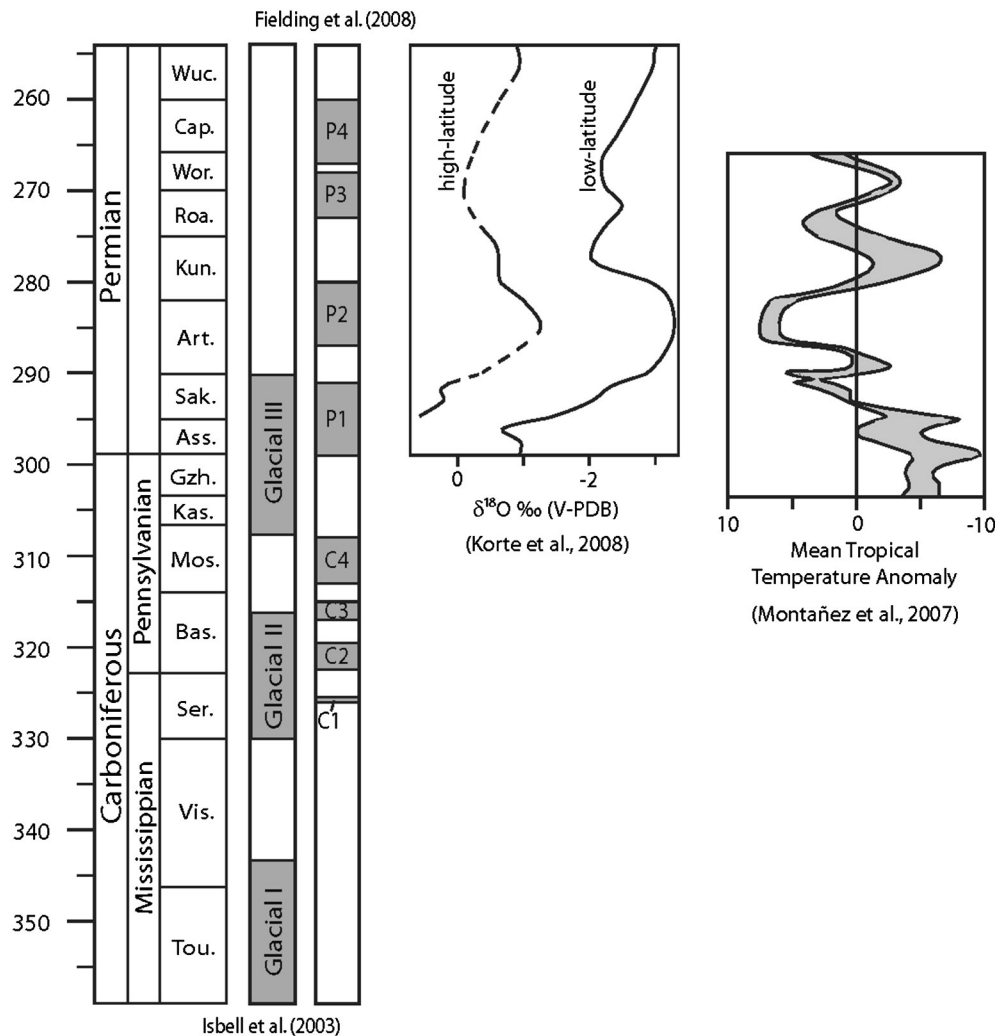 Fielding et al. (2008)
260
270
280
290
300
310
320
330
340
350
Permian
Carboniferous
Pennsylvanian
Mississippian
Wuc.
Cap.
Wor.
Roa.
Kun.
Art.
Sak.
Ass.
Gzh.
Kas.
Mos.
Bas.
Ser.
Vis.
Tou.
Glacial III
Glacial II
Glacial I
P4
P3
P2
P1
C4
C3
C2
C1
Isbell et al. (2003)
high-latitude
low-latitude
0 -2
δ¹⁸O ‰ (V-PDB)
(Korte et al., 2008)
10 5 0 -10
Mean Tropical
Temperature Anomaly
(Montañez et al., 2007)